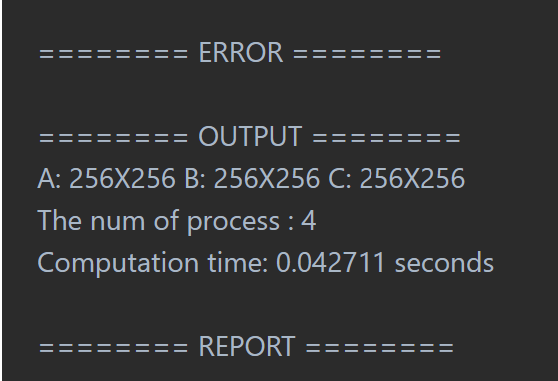 ======== ERROR ========
======== OUTPUT ========
A: 256X256 B: 256X256 C: 256X256
The num of process : 4
Computation time: 0.042711 seconds
======== REPORT ========